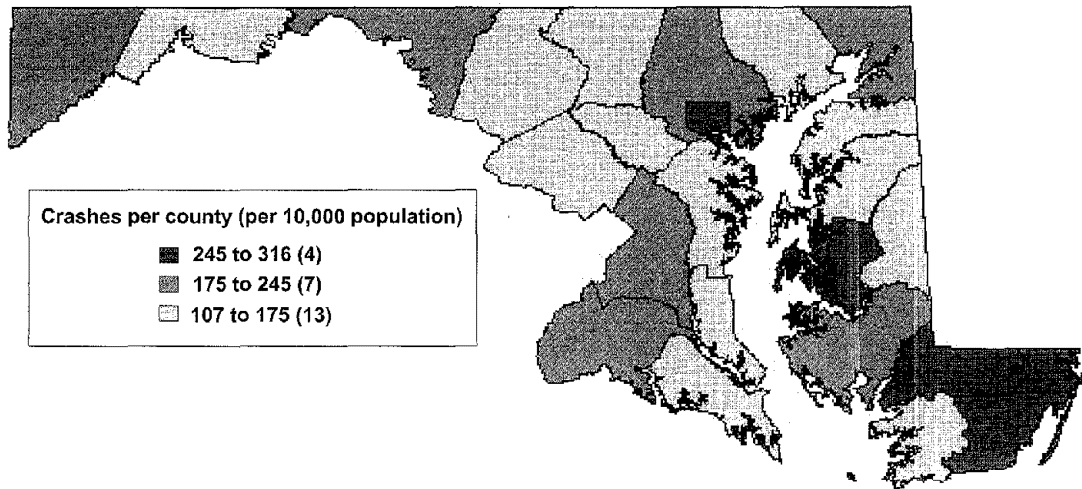 Crashes per county (per 10,000 population)
245 to 316 (4)
175 to 245 (7)
107 to 175 (13)